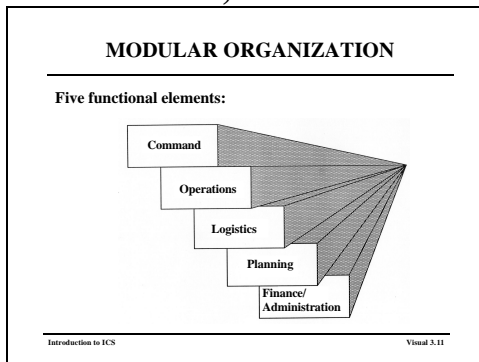 MODULAR ORGANIZATION
Five functional elements:
Command
Operations
Logistics
Planning
Finance/
Administration
Introduction to ICS
Visual 3.11